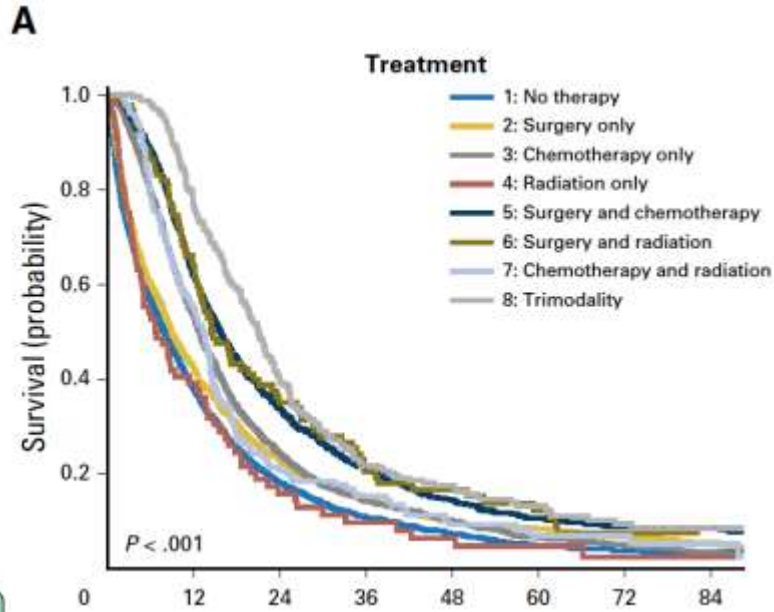 A
Treatment
1: No therapy
2: Surgery only
3: Chemotherapy only
4: Radiation only
5: Surgery and chemotherapy
6: Surgery and radiation
7: Chemotherapy and radiation
8: Trimodality
Survival (probability)
1.0
0.8
0.6
0.4
0.2
P < .001
0 12 24 36 48 60 72 84